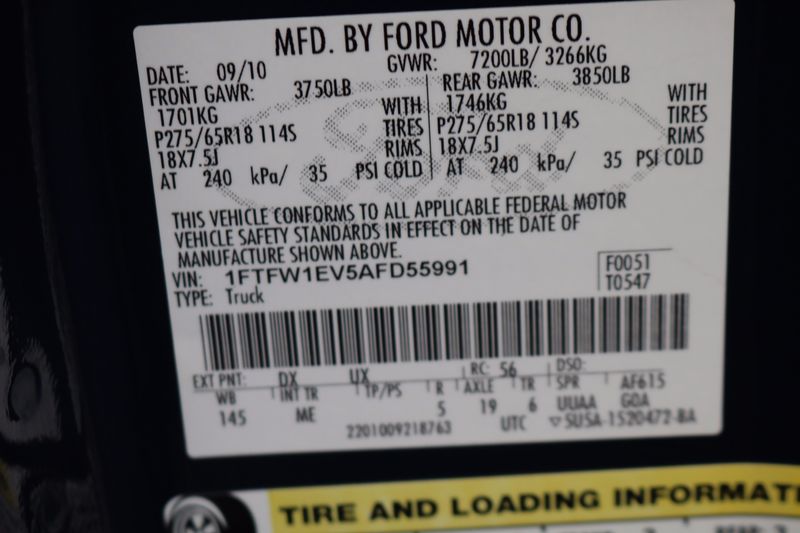 MFD. BY FORD MOTOR CO.
DATE: 09/10 GVWR: 7200LB/ 3266KG
FRONT GAWR: 3750LB REAR GAWR: 3850LB
1701KG WITH 1746KG WITH
P275/65R18 114S TIRES P275/65R18 114S TIRES
18X7.5J RIMS 18X7.5J RIMS
AT 240 kPa/ 35 PSI COLD AT 240 kPa/ 35 PSI COLD
THIS VEHICLE CONFORMS TO ALL APPLICABLE FEDERAL MOTOR
VEHICLE SAFETY STANDARDS IN EFFECT ON THE DATE OF
MANUFACTURE SHOWN ABOVE.
VIN: 1FTFW1EV5AFD55991 F0051
TYPE: Truck T0547
EXT PNT: DX UX RC: 56 DSO:
WB INT TR TP/PS R AXLE TR SPR AF615
145 ME 5 19 6 UUAA G0A
2201009218763 UTC ▽SU5A-1520472-BA
TIRE AND LOADING INFORMATI